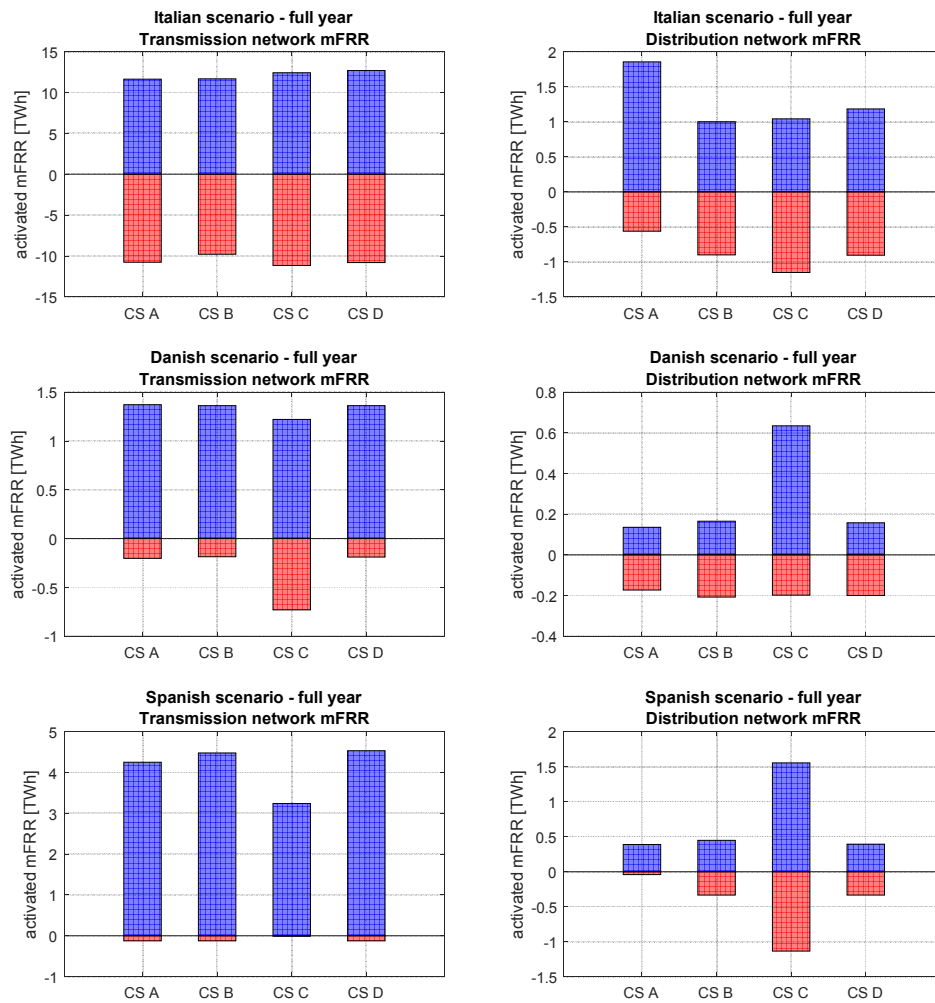 Italian scenario - full year
Transmission network mFRR
activated mFRR [TWh]
15
10
5
0
-5
-10
-15
CS A CS B CS C CS D
Italian scenario - full year
Distribution network mFRR
activated mFRR [TWh]
2
1.5
1
0.5
0
-0.5
-1
-1.5
CS A CS B CS C CS D
Danish scenario - full year
Transmission network mFRR
activated mFRR [TWh]
1.5
1
0.5
0
-0.5
-1
CS A CS B CS C CS D
Danish scenario - full year
Distribution network mFRR
activated mFRR [TWh]
0.8
0.6
0.4
0.2
0
-0.2
-0.4
CS A CS B CS C CS D
Spanish scenario - full year
Transmission network mFRR
activated mFRR [TWh]
5
4
3
2
1
0
-1
CS A CS B CS C CS D
Spanish scenario - full year
Distribution network mFRR
activated mFRR [TWh]
2
1.5
1
0.5
0
-0.5
-1
-1.5
CS A CS B CS C CS D